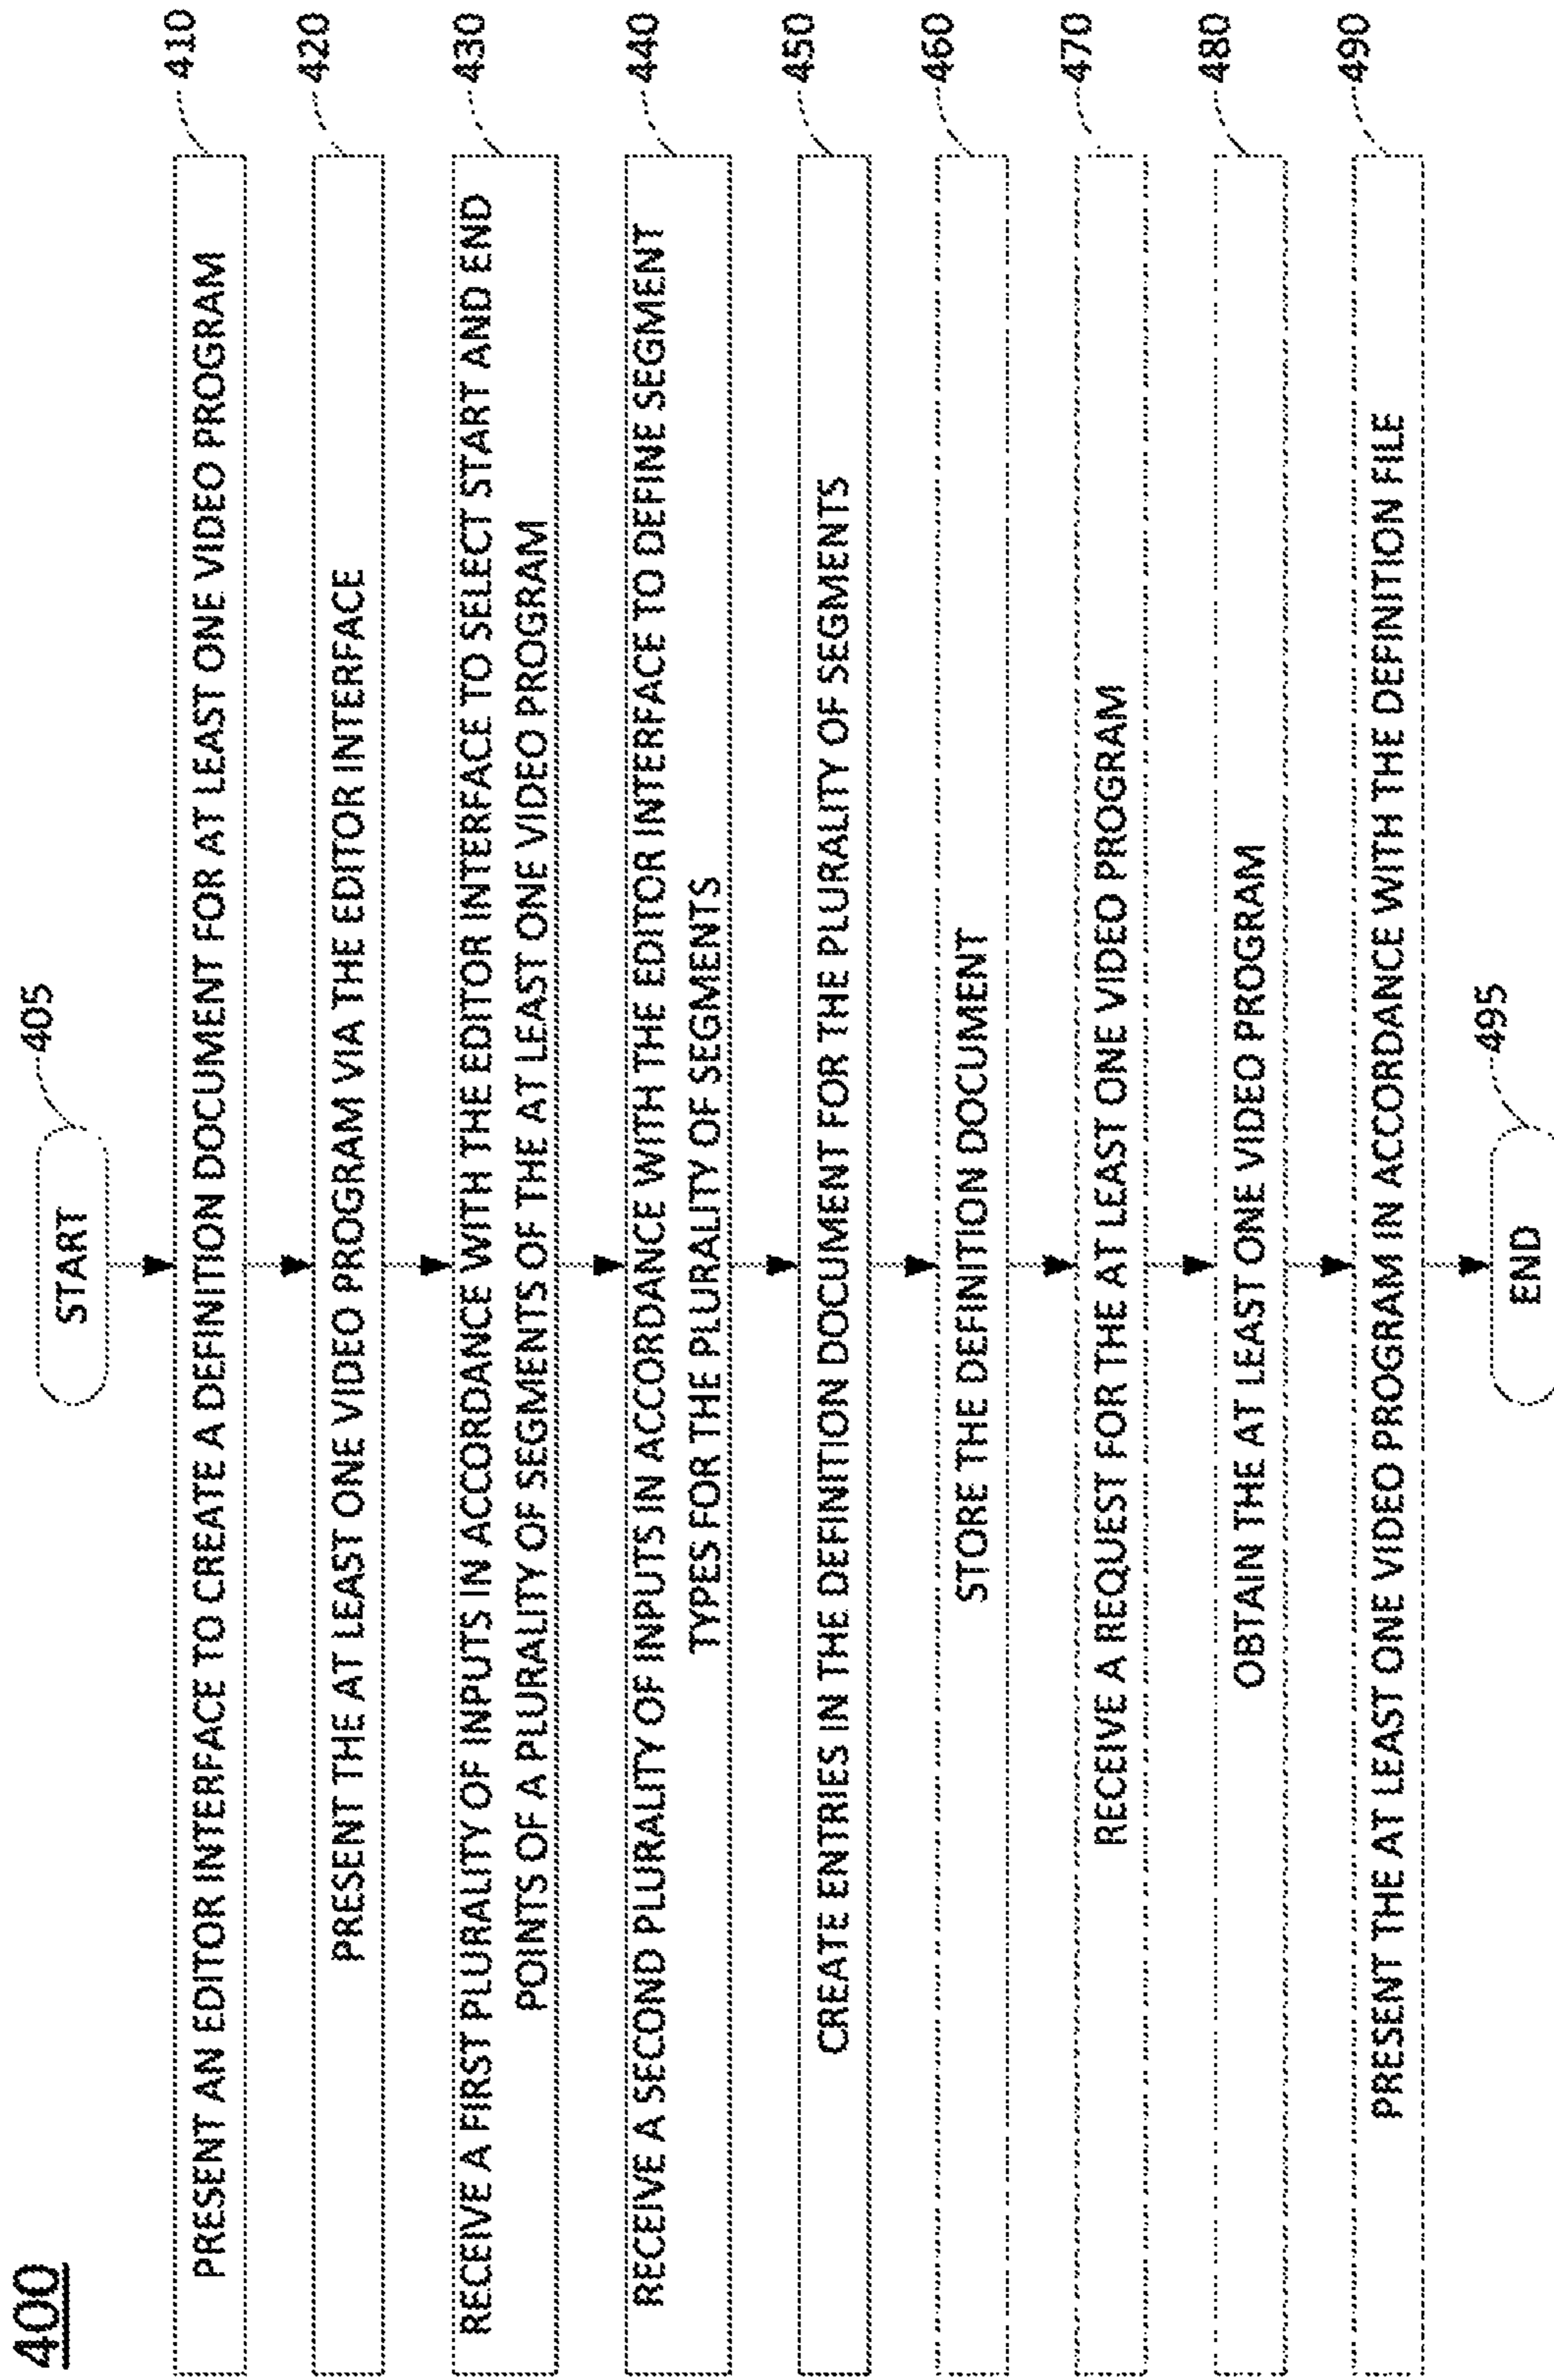 400
START
405
PRESENT AN EDITOR INTERFACE TO CREATE A DEFINITION DOCUMENT FOR AT LEAST ONE VIDEO PROGRAM
410
PRESENT THE AT LEAST ONE VIDEO PROGRAM VIA THE EDITOR INTERFACE
420
RECEIVE A FIRST PLURALITY OF INPUTS IN ACCORDANCE WITH THE EDITOR INTERFACE TO SELECT START AND END
POINTS OF A PLURALITY OF SEGMENTS OF THE AT LEAST ONE VIDEO PROGRAM
430
RECEIVE A SECOND PLURALITY OF INPUTS IN ACCORDANCE WITH THE EDITOR INTERFACE TO DEFINE SEGMENT
TYPES FOR THE PLURALITY OF SEGMENTS
440
CREATE ENTRIES IN THE DEFINITION DOCUMENT FOR THE PLURALITY OF SEGMENTS
450
STORE THE DEFINITION DOCUMENT
460
RECEIVE A REQUEST FOR THE AT LEAST ONE VIDEO PROGRAM
470
OBTAIN THE AT LEAST ONE VIDEO PROGRAM
480
PRESENT THE AT LEAST ONE VIDEO PROGRAM IN ACCORDANCE WITH THE DEFINITION FILE
490
END
495